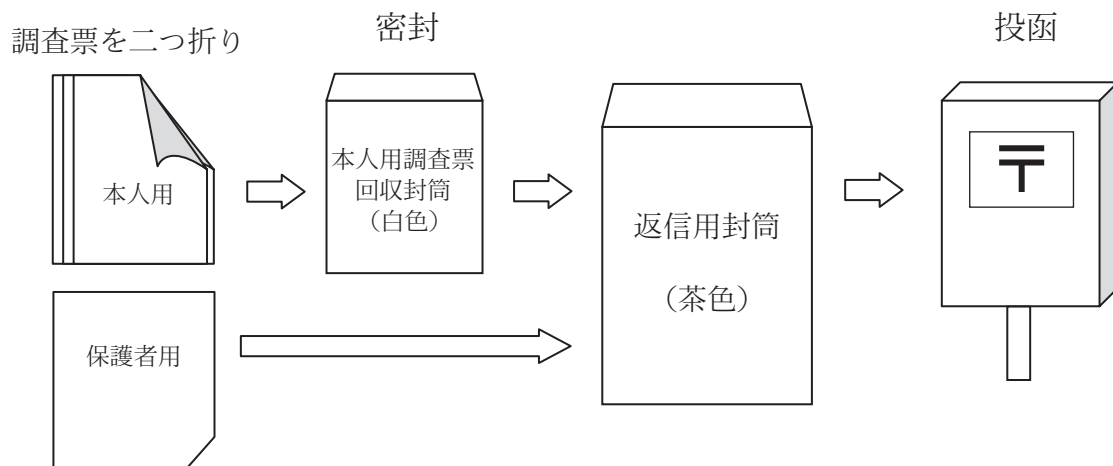 調査票を二つ折り
密封
投函
本人用
本人用調査票
回収封筒
（白色）
返信用封筒
（茶色）
〒
保護者用